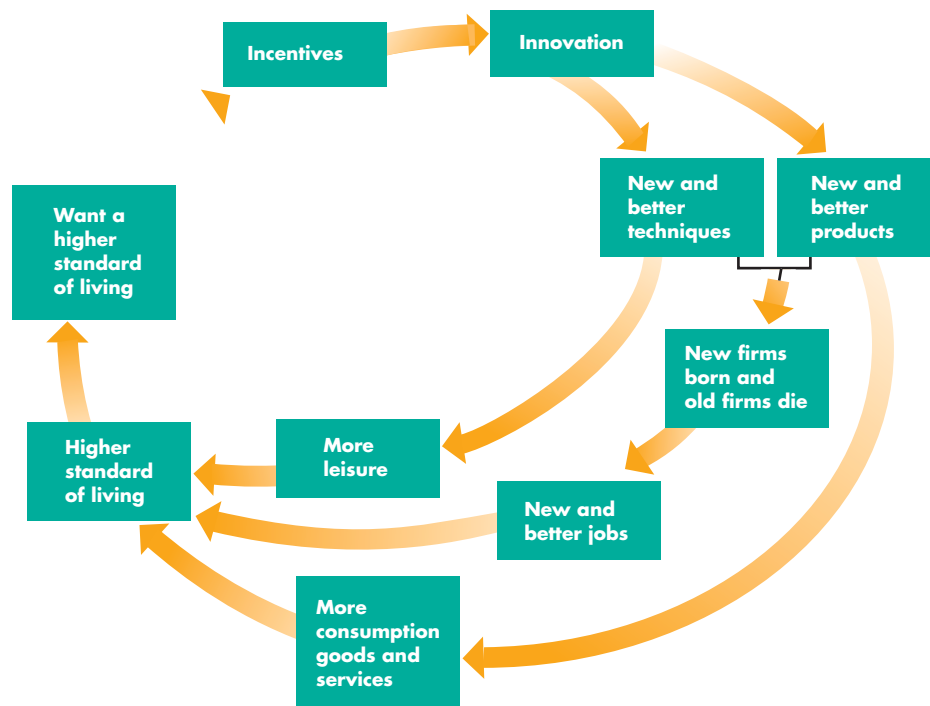 Incentives
Innovation
New and
better
techniques
New and
better
products
New firms
born and
old firms die
New and
better jobs
More
leisure
More
consumption
goods and
services
Higher
standard
of living
Want a
higher
standard
of living